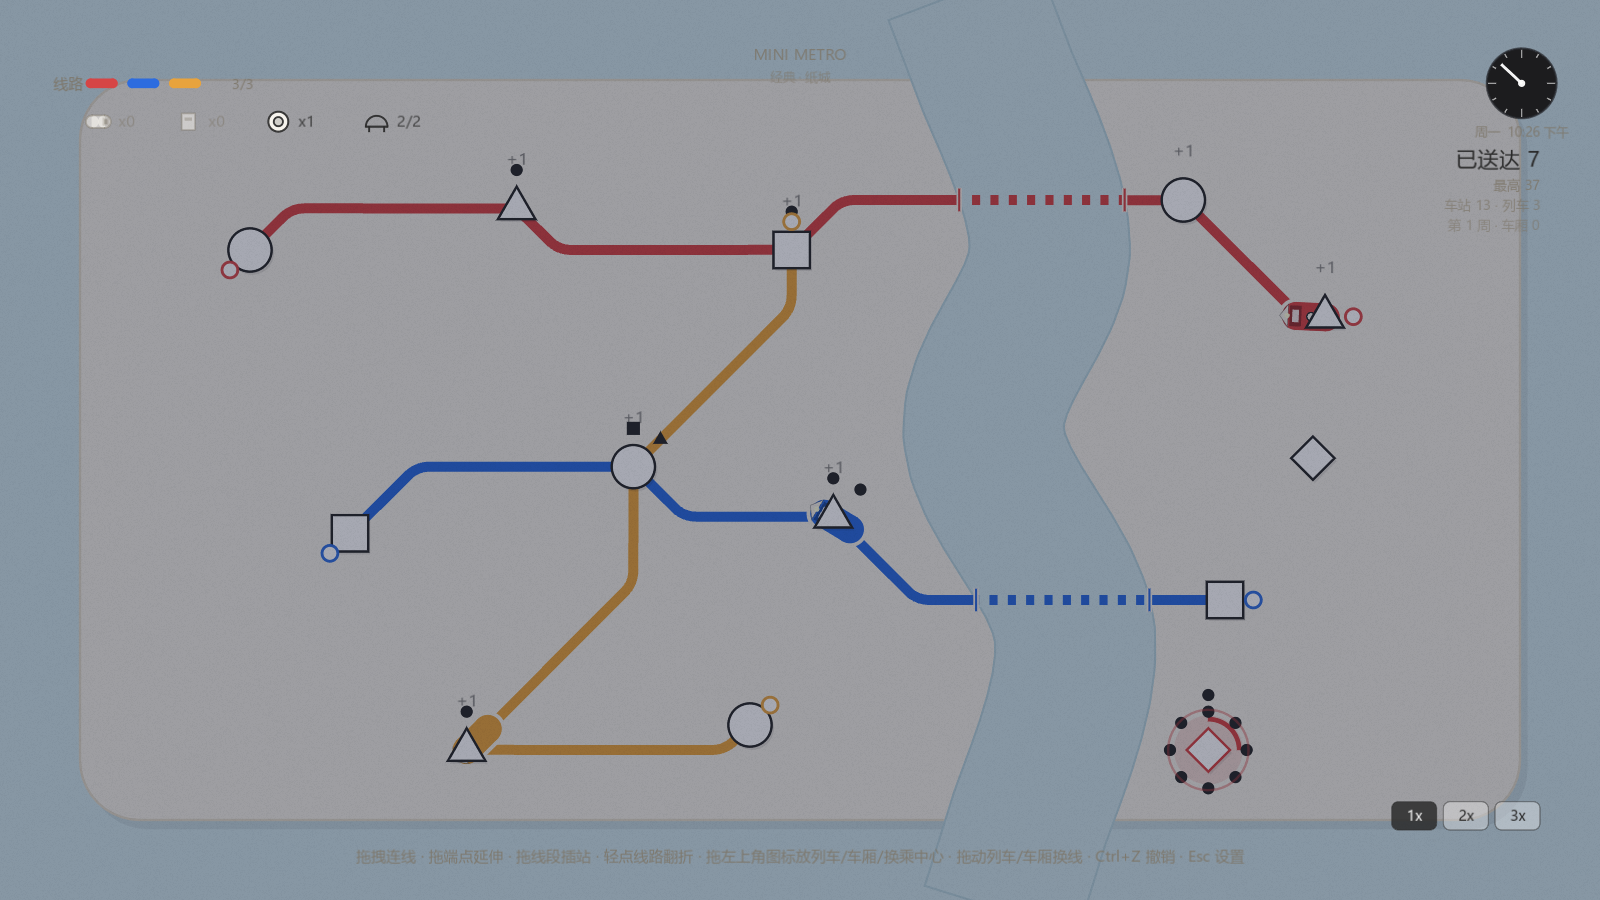 MINI METRO
经典 · 纸城
线路 3/3
x0 x0 x1 2/2
周一 10:26 下午
已送达 7
最高 37
车站 13 · 列车 3
第 1 周 · 车厢 0
+1
+1
+1
+1
+1
+1
+1
1x 2x 3x
拖拽连线 · 拖端点延伸 · 拖线段插站 · 轻点线路翻折 · 拖左上角图标放列车/车厢/换乘中心 · 拖动列车/车厢换线 · Ctrl+Z 撤销 · Esc 设置